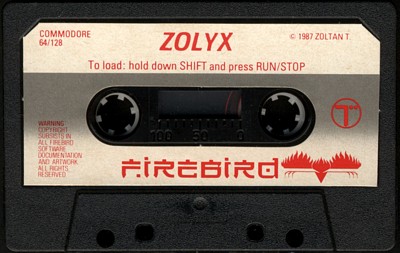 COMMODORE
64/128
ZOLYX
© 1987 ZOLTAN T.
To load: hold down SHIFT and press RUN/STOP
100 50 0
T
WARNING
COPYRIGHT
SUBSISTS IN
ALL FIREBIRD
SOFTWARE
DOCUMENTATION
AND ARTWORK.
ALL RIGHTS
RESERVED
FIREBIRD